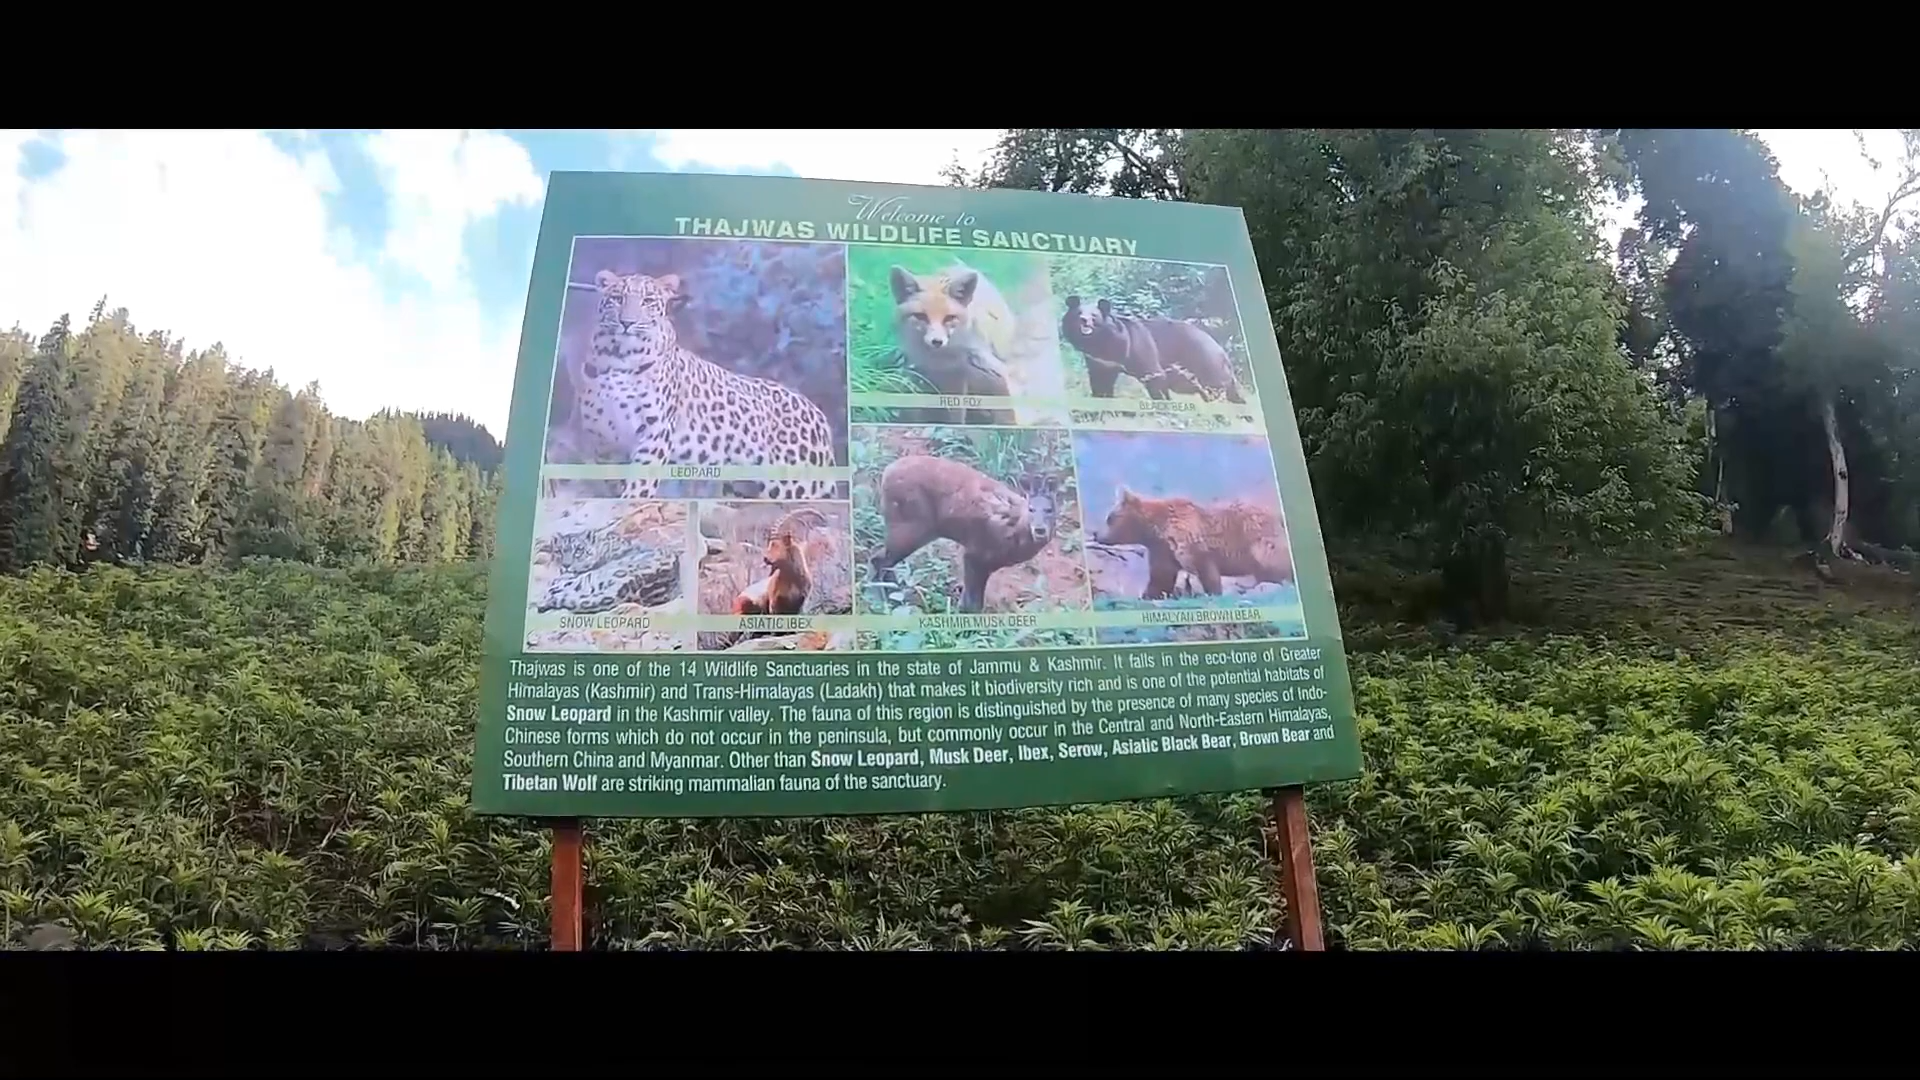 Welcome to
THAJWAS WILDLIFE SANCTUARY
LEOPARD
RED FOX
BLACK BEAR
SNOW LEOPARD
ASIATIC IBEX
KASHMIR MUSK DEER
HIMALYAN BROWN BEAR
Thajwas is one of the 14 Wildlife Sanctuaries in the state of Jammu & Kashmir. It falls in the eco-tone of Greater
Himalayas (Kashmir) and Trans-Himalayas (Ladakh) that makes it biodiversity rich and is one of the potential habitats of
Snow Leopard in the Kashmir valley. The fauna of this region is distinguished by the presence of many species of Indo-
Chinese forms which do not occur in the peninsula, but commonly occur in the Central and North-Eastern Himalayas,
Southern China and Myanmar. Other than Snow Leopard, Musk Deer, Ibex, Serow, Asiatic Black Bear, Brown Bear and
Tibetan Wolf are striking mammalian fauna of the sanctuary.